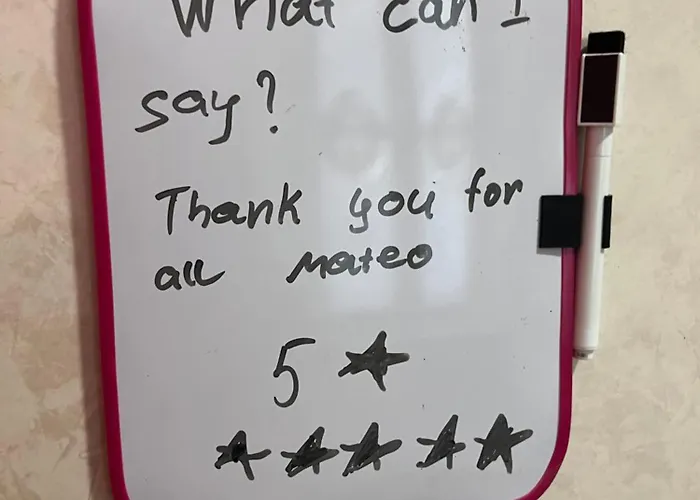 What can I
say?
Thank you for
all Mateo
5 ★
★★★★★